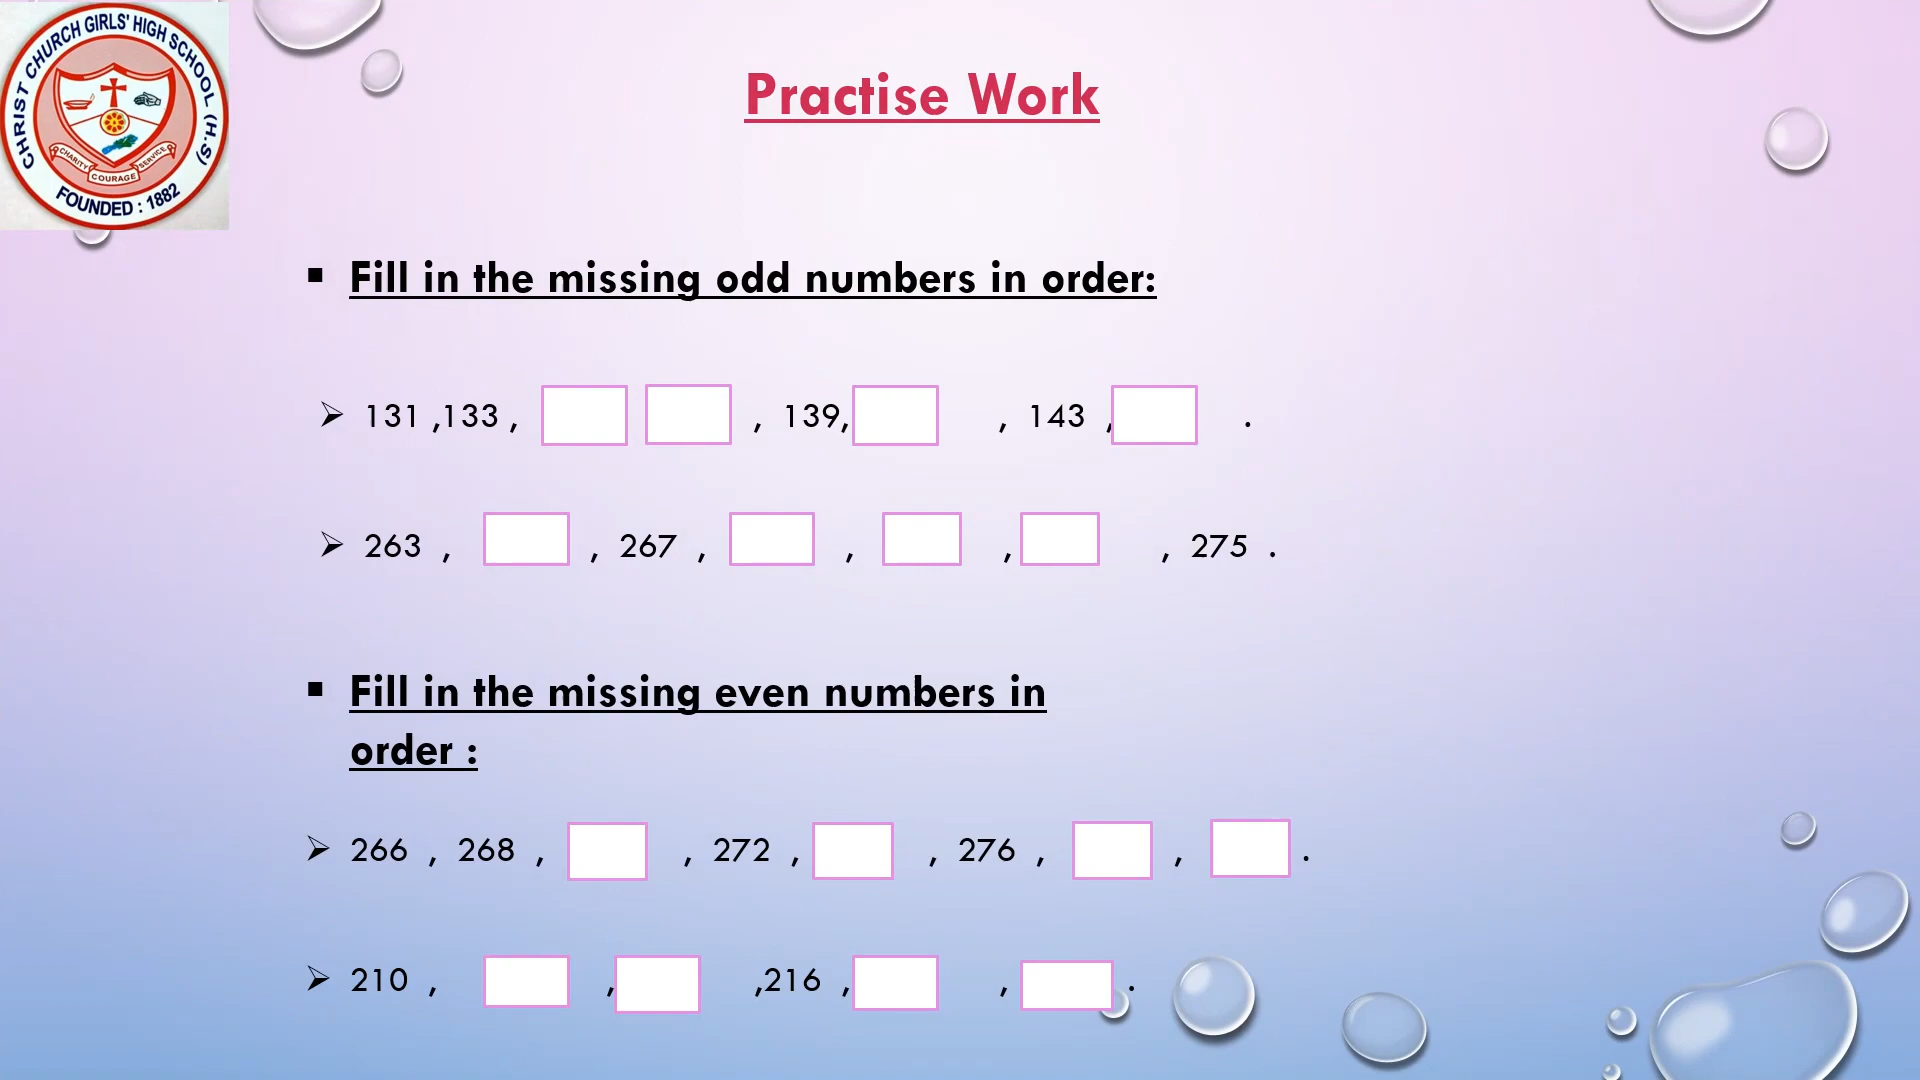 CHRIST CHURCH GIRLS' HIGH SCHOOL (H.S)
CHARITY COURAGE SERVICE
FOUNDED : 1882
Practise Work
▪ Fill in the missing odd numbers in order:
➢ 131 ,133 , , 139, , 143 , .
➢ 263 , , 267 , , , , 275 .
▪ Fill in the missing even numbers in
order :
➢ 266 , 268 , , 272 , , 276 , , .
➢ 210 , , ,216 , , .